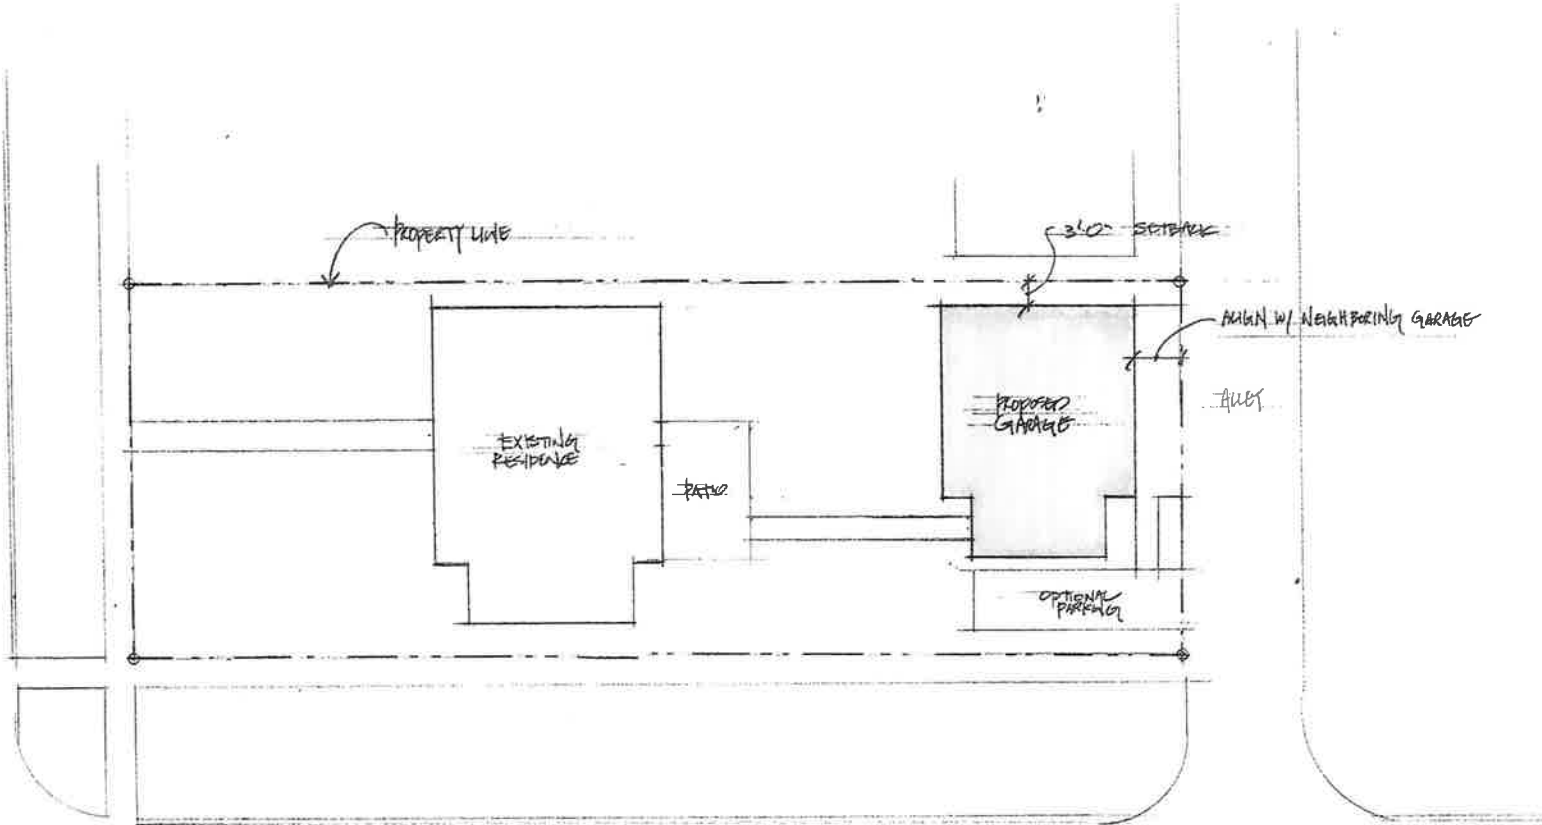 PROPERTY LINE
3'-0" SETBACK
ALIGN W/ NEIGHBORING GARAGE
ALLEY
PROPOSED
GARAGE
EXISTING
RESIDENCE
PATIO
OPTIONAL
PARKING